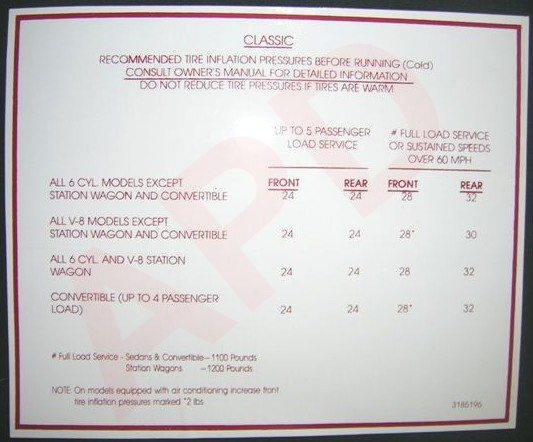 CLASSIC
RECOMMENDED TIRE INFLATION PRESSURES BEFORE RUNNING (Cold)
CONSULT OWNER'S MANUAL FOR DETAILED INFORMATION
DO NOT REDUCE TIRE PRESSURES IF TIRES ARE WARM
UP TO 5 PASSENGER LOAD SERVICE
# FULL LOAD SERVICE OR SUSTAINED SPEEDS OVER 60 MPH
FRONT REAR FRONT REAR
ALL 6 CYL. MODELS EXCEPT
STATION WAGON AND CONVERTIBLE 24 24 28 32
ALL V-8 MODELS EXCEPT
STATION WAGON AND CONVERTIBLE 24 24 28* 30
ALL 6 CYL. AND V-8 STATION
WAGON 24 24 28 32
CONVERTIBLE (UP TO 4 PASSENGER
LOAD) 24 24 28* 32
# Full Load Service - Sedans & Convertible—1100 Pounds
Station Wagons —1200 Pounds
NOTE: On models equipped with air conditioning increase front
tire inflation pressures marked *2 lbs.
3185196
APD